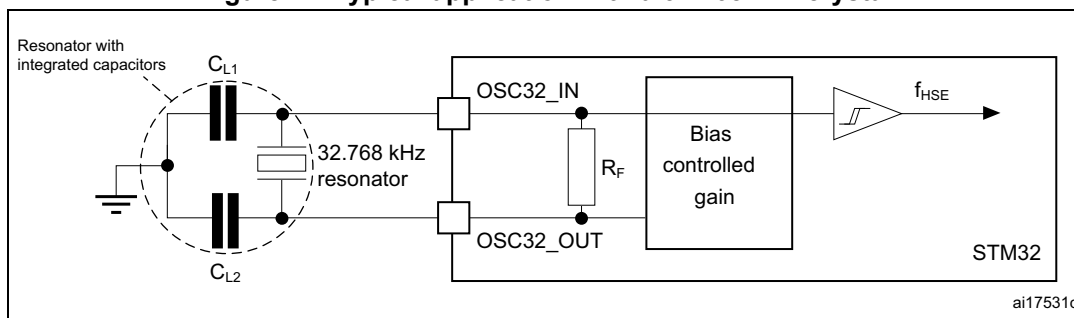 Resonator with
integrated capacitors
CL1
OSC32_IN
fHSE
32.768 kHz
resonator
RF
Bias
controlled
gain
OSC32_OUT
STM32
CL2